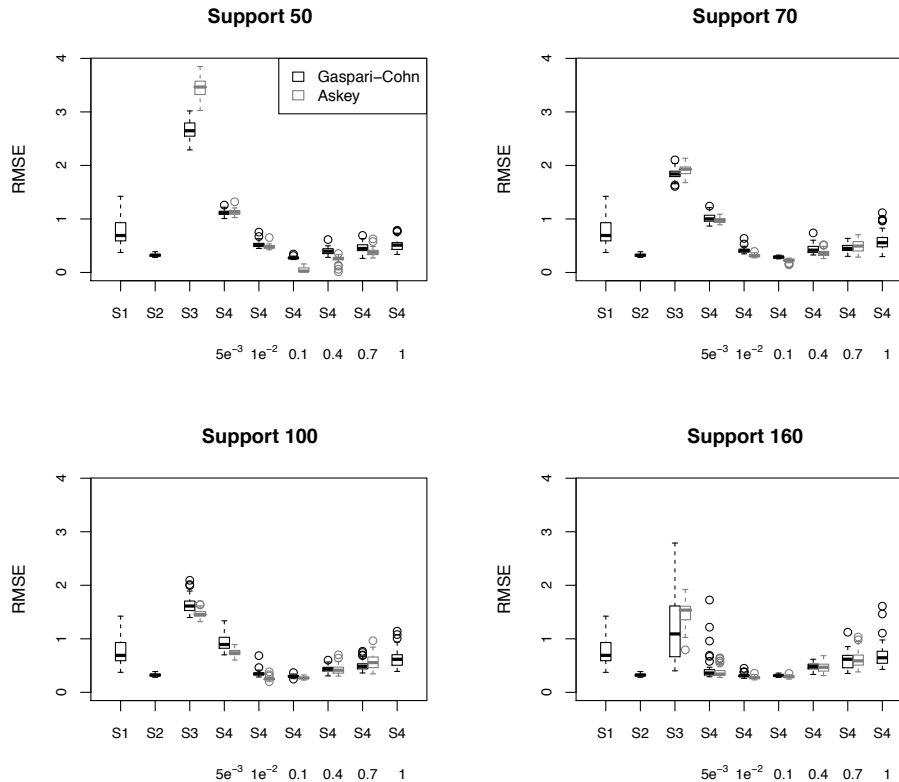 Support 50
RMSE
4
3
2
1
0
Gaspari−Cohn
Askey
S1 S2 S3 S4 S4 S4 S4 S4 S4
5e⁻³ 1e⁻² 0.1 0.4 0.7 1
Support 70
RMSE
4
3
2
1
0
S1 S2 S3 S4 S4 S4 S4 S4 S4
5e⁻³ 1e⁻² 0.1 0.4 0.7 1
Support 100
RMSE
4
3
2
1
0
S1 S2 S3 S4 S4 S4 S4 S4 S4
5e⁻³ 1e⁻² 0.1 0.4 0.7 1
Support 160
RMSE
4
3
2
1
0
S1 S2 S3 S4 S4 S4 S4 S4 S4
5e⁻³ 1e⁻² 0.1 0.4 0.7 1